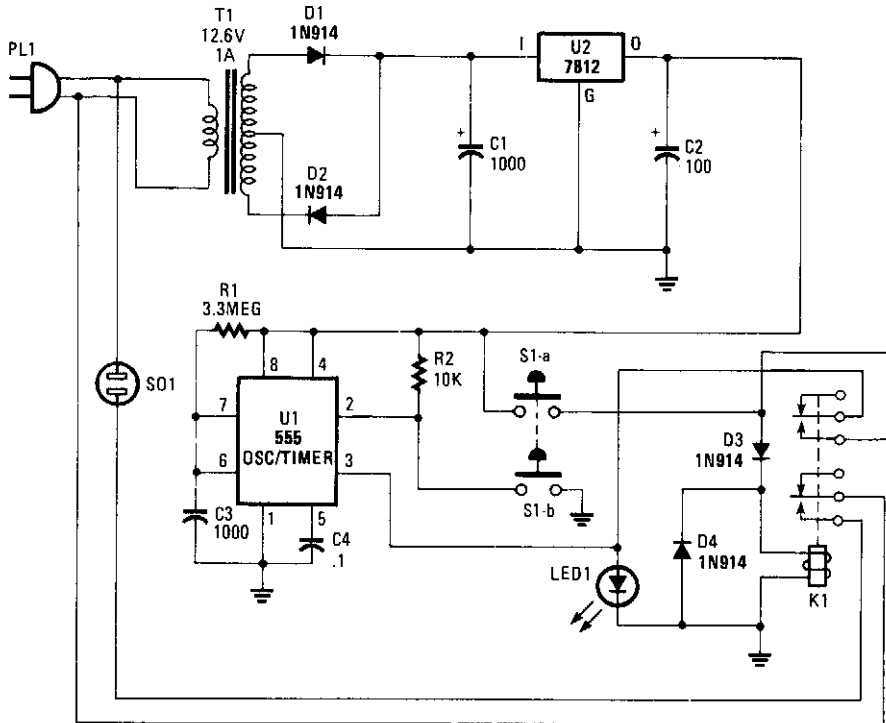 PL1
T1
12.6V
1A
D1
1N914
D2
1N914
I
U2
7812
O
G
+
C1
1000
+
C2
100
R1
3.3MEG
SO1
8
4
R2
10K
S1-a
7
6
U1
555
OSC/TIMER
2
3
1
5
C3
1000
C4
.1
S1-b
D3
1N914
D4
1N914
LED1
K1